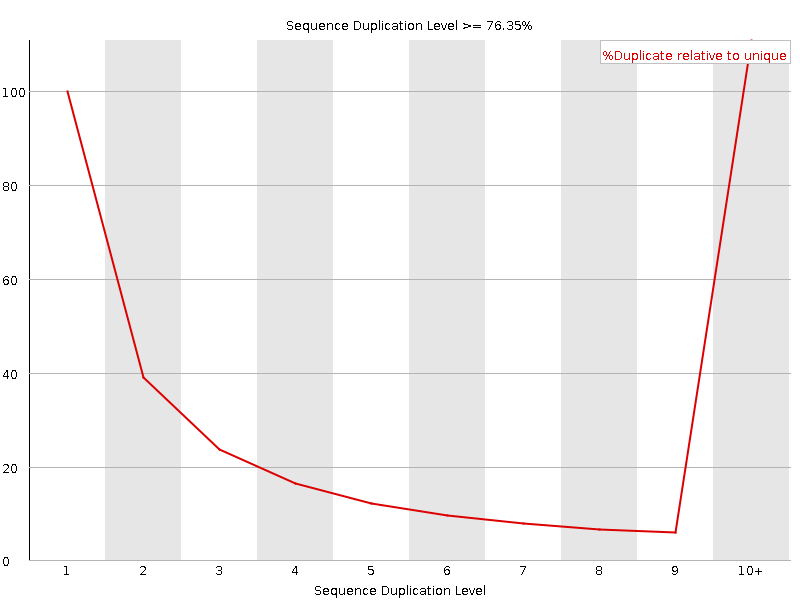 Sequence Duplication Level >= 76.35%
%Duplicate relative to unique
100
80
60
40
20
0
1 2 3 4 5 6 7 8 9 10+
Sequence Duplication Level